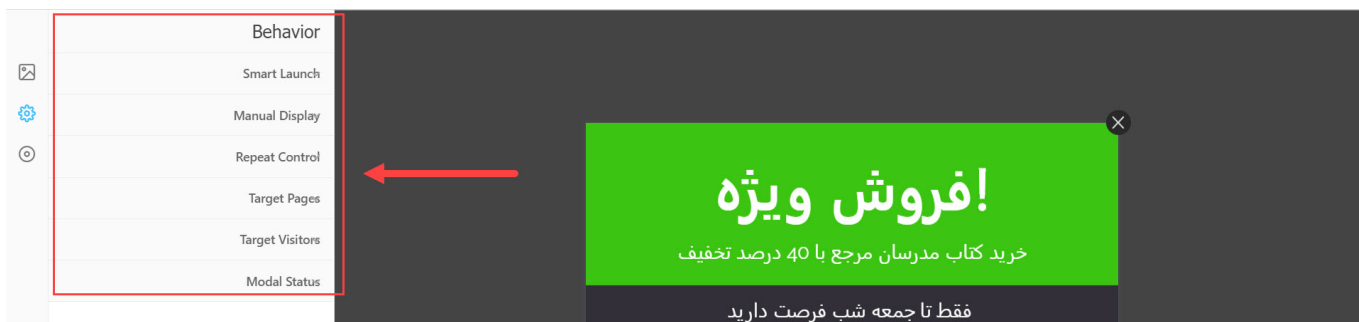 Behavior
Smart Launch
Manual Display
Repeat Control
Target Pages
Target Visitors
Modal Status
فروش ویژه!
خرید کتاب مدرسان مرجع با 40 درصد تخفیف
فقط تا جمعه شب فرصت دارید